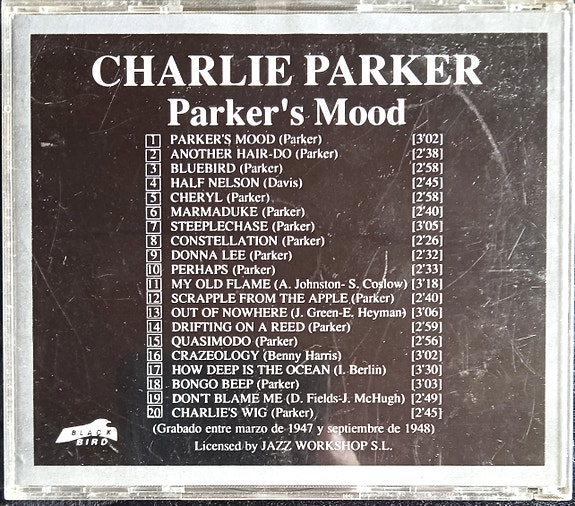 CHARLIE PARKER
Parker's Mood
1 PARKER'S MOOD (Parker) [3'02]
2 ANOTHER HAIR-DO (Parker) [2'38]
3 BLUEBIRD (Parker) [2'58]
4 HALF NELSON (Davis) [2'45]
5 CHERYL (Parker) [2'58]
6 MARMADUKE (Parker) [2'40]
7 STEEPLECHASE (Parker) [3'05]
8 CONSTELLATION (Parker) [2'26]
9 DONNA LEE (Parker) [2'32]
10 PERHAPS (Parker) [2'33]
11 MY OLD FLAME (A. Johnston- S. Coslow) [3'18]
12 SCRAPPLE FROM THE APPLE (Parker) [2'40]
13 OUT OF NOWHERE (J. Green-E. Heyman) [3'06]
14 DRIFTING ON A REED (Parker) [2'59]
15 QUASIMODO (Parker) [2'56]
16 CRAZEOLOGY (Benny Harris) [3'02]
17 HOW DEEP IS THE OCEAN (I. Berlin) [3'30]
18 BONGO BEEP (Parker) [3'03]
19 DON'T BLAME ME (D. Fields-J. McHugh) [2'49]
20 CHARLIE'S WIG (Parker) [2'45]
(Grabado entre marzo de 1947 y septiembre de 1948)
Licensed by JAZZ WORKSHOP S.L.
BLACK
BIRD